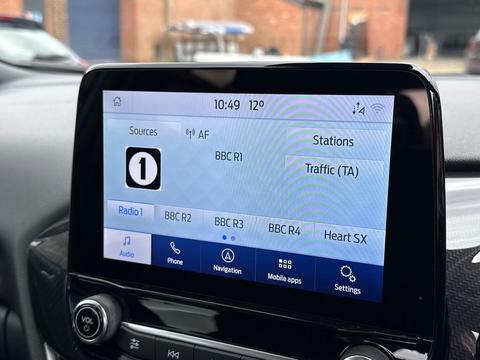 10:49 12°
Sources
AF
Stations
BBC R1
1
Traffic (TA)
Radio 1
BBC R2
BBC R3
BBC R4
Heart SX
Audio
Phone
Navigation
Mobile apps
Settings
VOL